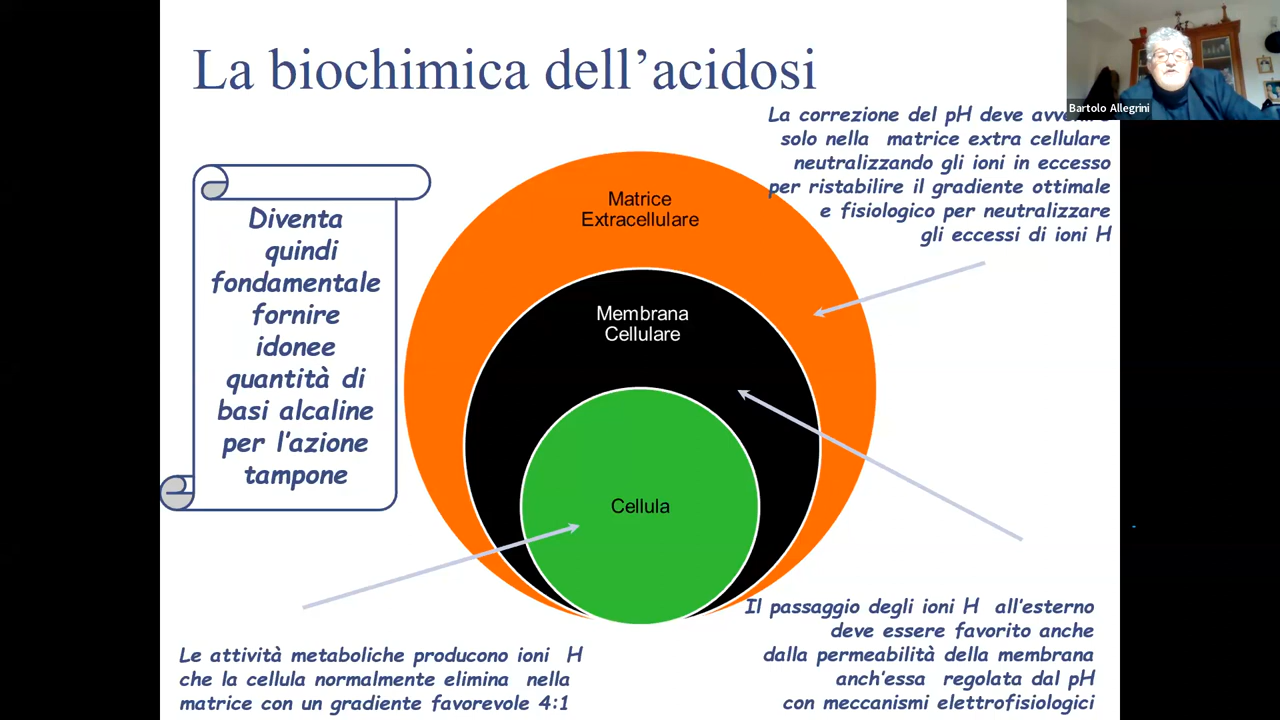 La biochimica dell'acidosi
Bartolo Allegrini
La correzione del pH deve
solo nella matrice extra cellulare
neutralizzando gli ioni in eccesso
per ristabilire il gradiente ottimale
e fisiologico per neutralizzare
gli eccessi di ioni H
Diventa
quindi
fondamentale
fornire
idonee
quantità di
basi alcaline
per l'azione
tampone
Matrice
Extracellulare
Membrana
Cellulare
Cellula
Le attività metaboliche producono ioni H
che la cellula normalmente elimina nella
matrice con un gradiente favorevole 4:1
Il passaggio degli ioni H all'esterno
deve essere favorito anche
dalla permeabilità della membrana
anch'essa regolata dal pH
con meccanismi elettrofisiologici